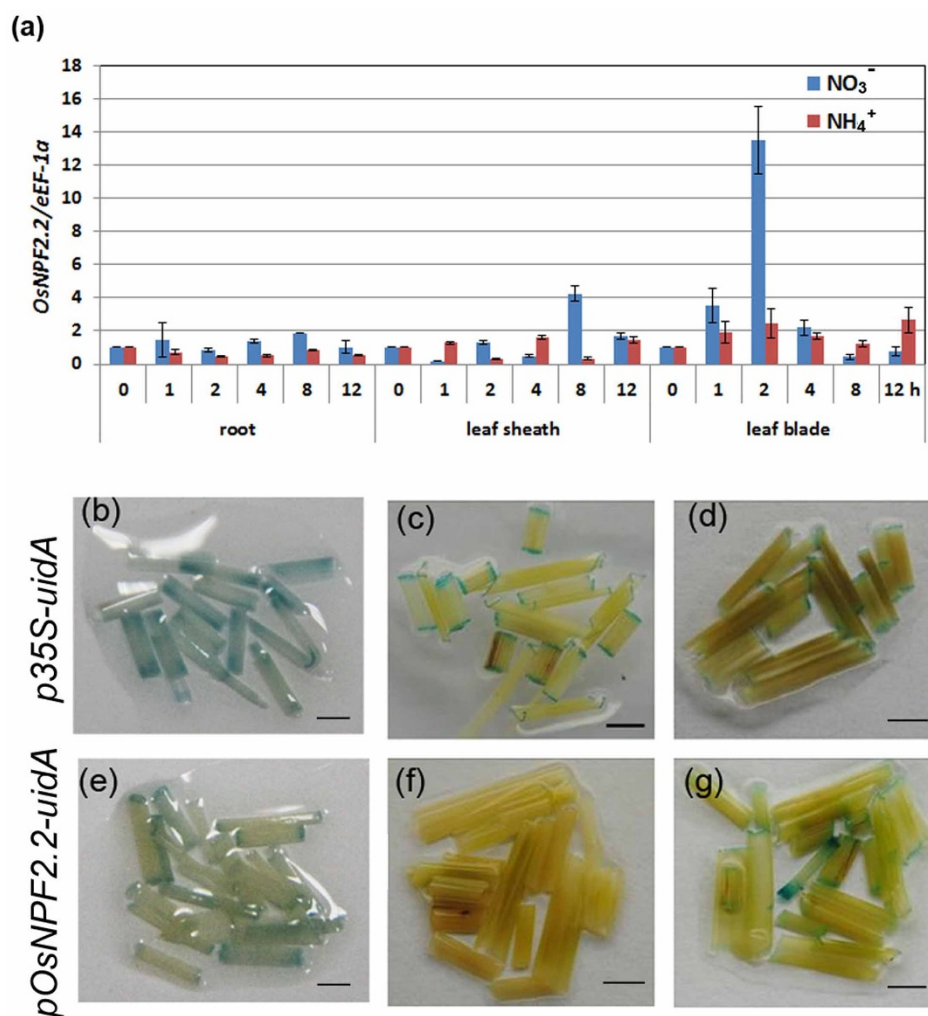 (a)
18
16
14
12
10
8
6
4
2
0
OsNPF2.2/eEF-1a
NO₃⁻
NH₄⁺
0 1 2 4 8 12 0 1 2 4 8 12 0 1 2 4 8 12 h
root leaf sheath leaf blade
p35S-uidA
(b) (c) (d)
pOsNPF2.2-uidA
(e) (f) (g)